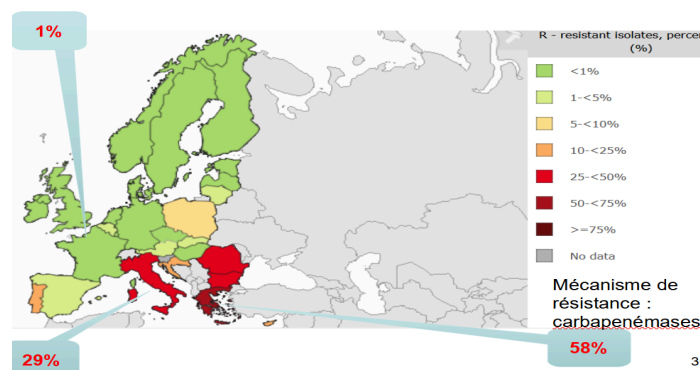 1%
R - resistant isolates, percen
(%)
<1%
1-<5%
5-<10%
10-<25%
25-<50%
50-<75%
>=75%
No data
Mécanisme de
résistance :
carbapenémases
58%
29%
3